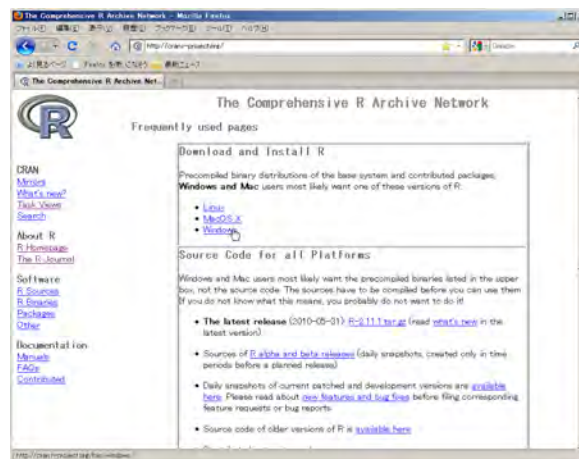 The Comprehensive R Archive Network - Mozilla Firefox
The Comprehensive R Archive Net...
The Comprehensive R Archive Network
Frequently used pages
CRAN
Mirrors
What's new?
Task Views
Search
About R
R Homepage
The R Journal
Software
R Sources
R Binaries
Packages
Other
Documentation
Manuals
FAQs
Contributed
Download and Install R
Precompiled binary distributions of the base system and contributed packages,
Windows and Mac users most likely want one of these versions of R:
• Linux
• MacOS X
• Windows
Source Code for all Platforms
Windows and Mac users most likely want the precompiled binaries listed in the upper
box, not the source code. The sources have to be compiled before you can use them.
If you do not know what this means, you probably do not want to do it!
• The latest release (2010-05-31): R-2.11.1.tar.gz (read what's new in the
latest version).
• Sources of R alpha and beta releases (daily snapshots, created only in time
periods before a planned release).
• Daily snapshots of current patched and development versions are available
here. Please read about new features and bug fixes before filing corresponding
feature requests or bug reports.
• Source code of older versions of R is available here.